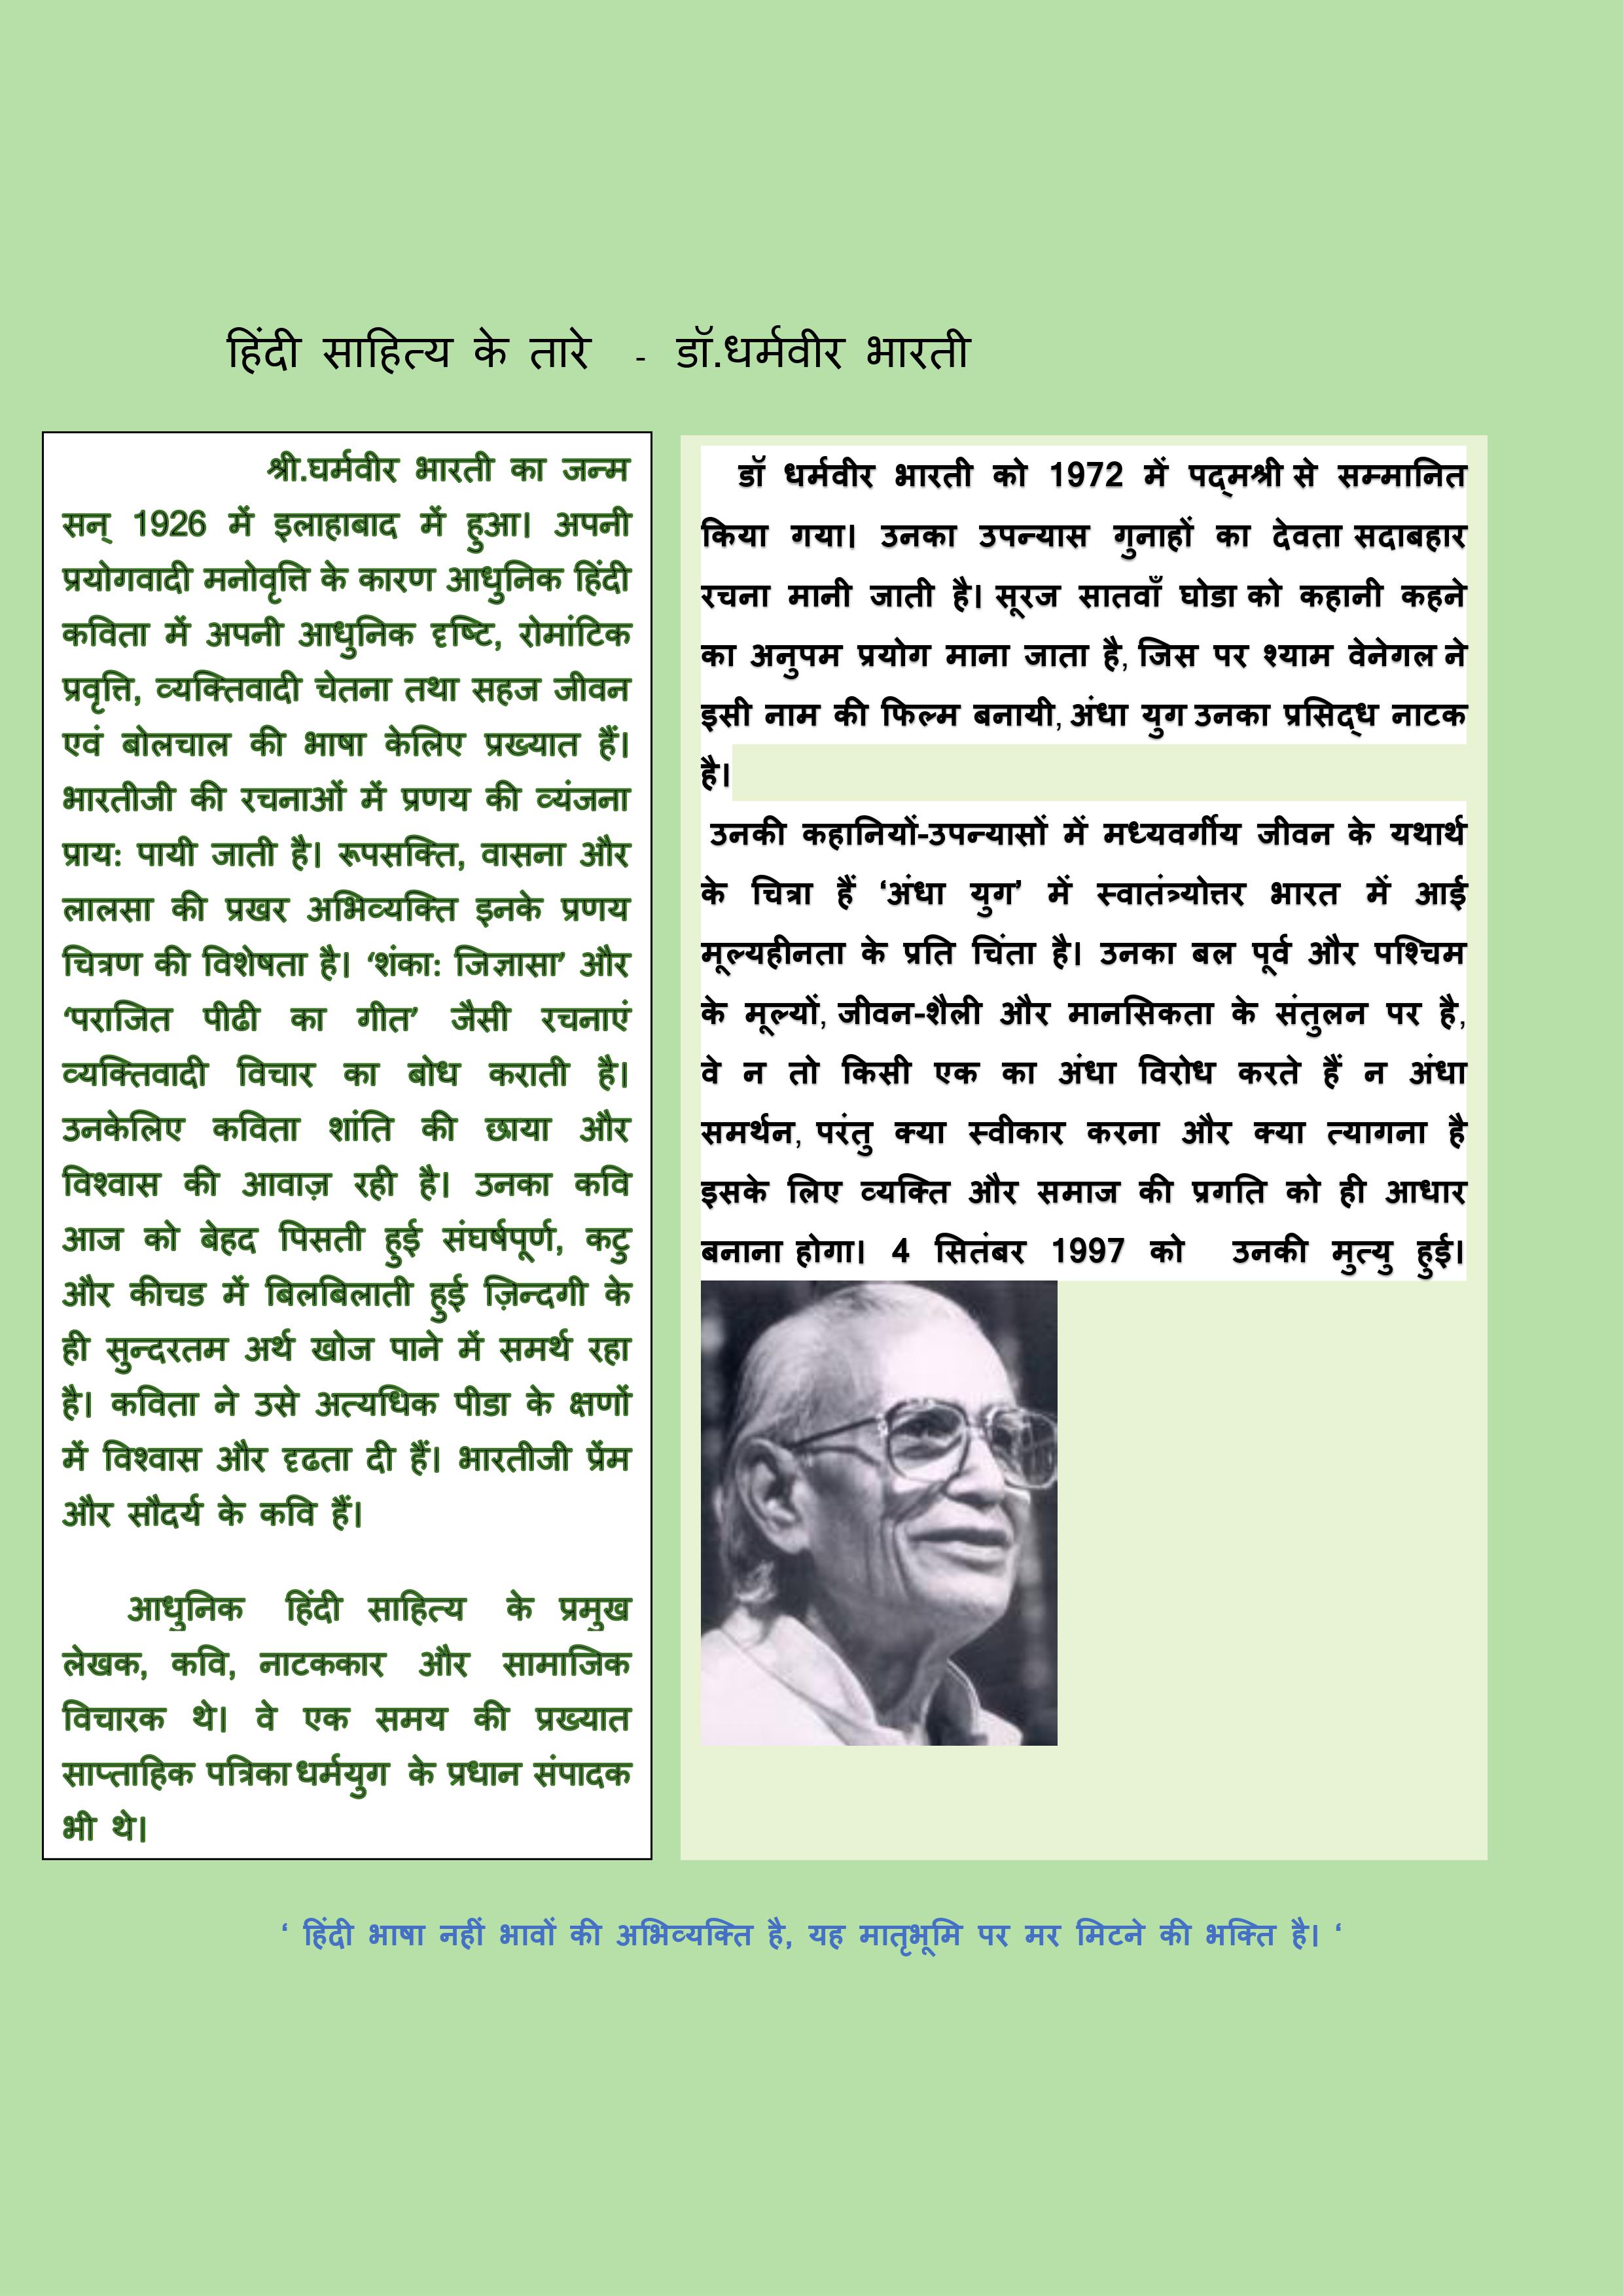 हिंदी साहित्य के तारे - डॉ.धर्मवीर भारती
श्री.घर्मवीर भारती का जन्म
सन् 1926 में इलाहाबाद में हुआ। अपनी
प्रयोगवादी मनोवृत्ति के कारण आधुनिक हिंदी
कविता में अपनी आधुनिक दृष्टि, रोमांटिक
प्रवृत्ति, व्यक्तिवादी चेतना तथा सहज जीवन
एवं बोलचाल की भाषा केलिए प्रख्यात हैं।
भारतीजी की रचनाओं में प्रणय की व्यंजना
प्राय: पायी जाती है। रूपसक्ति, वासना और
लालसा की प्रखर अभिव्यक्ति इनके प्रणय
चित्रण की विशेषता है। ‘शंका: जिज्ञासा’ और
‘पराजित पीढी का गीत’ जैसी रचनाएं
व्यक्तिवादी विचार का बोध कराती है।
उनकेलिए कविता शांति की छाया और
विश्वास की आवाज़ रही है। उनका कवि
आज को बेहद पिसती हुई संघर्षपूर्ण, कटु
और कीचड में बिलबिलाती हुई ज़िन्दगी के
ही सुन्दरतम अर्थ खोज पाने में समर्थ रहा
है। कविता ने उसे अत्यधिक पीडा के क्षणों
में विश्वास और दृढता दी हैं। भारतीजी प्रेंम
और सौदर्य के कवि हैं।
आधुनिक हिंदी साहित्य के प्रमुख
लेखक, कवि, नाटककार और सामाजिक
विचारक थे। वे एक समय की प्रख्यात
साप्ताहिक पत्रिका धर्मयुग के प्रधान संपादक
भी थे।
डॉ धर्मवीर भारती को 1972 में पद्मश्री से सम्मानित
किया गया। उनका उपन्यास गुनाहों का देवता सदाबहार
रचना मानी जाती है। सूरज सातवाँ घोडा को कहानी कहने
का अनुपम प्रयोग माना जाता है, जिस पर श्याम वेनेगल ने
इसी नाम की फिल्म बनायी, अंधा युग उनका प्रसिद्ध नाटक
है।
उनकी कहानियों-उपन्यासों में मध्यवर्गीय जीवन के यथार्थ
के चित्रा हैं ‘अंधा युग’ में स्वातंत्र्योत्तर भारत में आई
मूल्यहीनता के प्रति चिंता है। उनका बल पूर्व और पश्चिम
के मूल्यों, जीवन-शैली और मानसिकता के संतुलन पर है,
वे न तो किसी एक का अंधा विरोध करते हैं न अंधा
समर्थन, परंतु क्या स्वीकार करना और क्या त्यागना है
इसके लिए व्यक्ति और समाज की प्रगति को ही आधार
बनाना होगा। 4 सितंबर 1997 को उनकी मुत्यु हुई।
‘ हिंदी भाषा नहीं भावों की अभिव्यक्ति है, यह मातृभूमि पर मर मिटने की भक्ति है। ‘